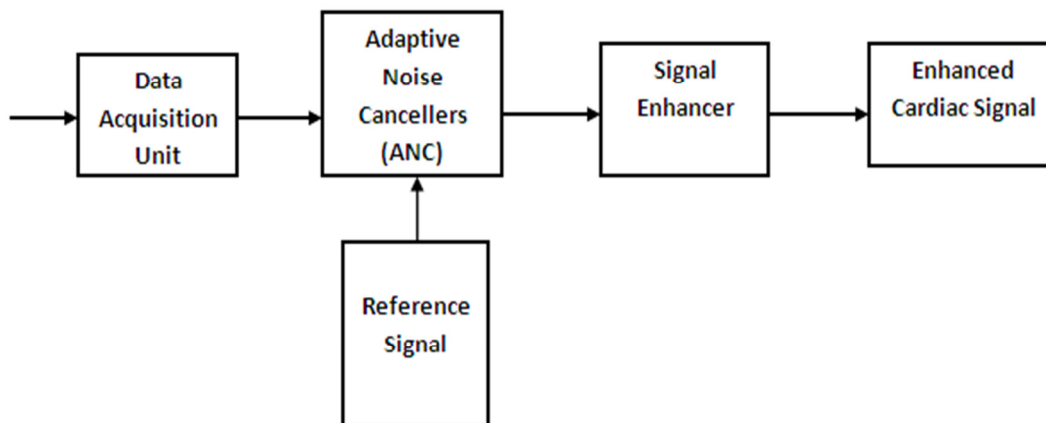 Data
Acquisition
Unit
Adaptive
Noise
Cancellers
(ANC)
Signal
Enhancer
Enhanced
Cardiac Signal
Reference
Signal